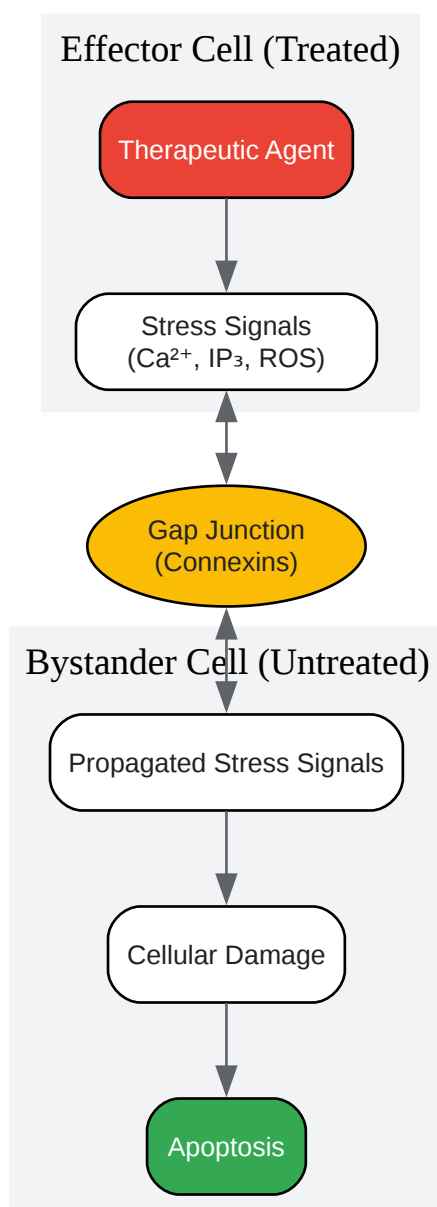 Effector Cell (Treated)
Therapeutic Agent
Stress Signals
(Ca²⁺, IP₃, ROS)
Gap Junction
(Connexins)
Bystander Cell (Untreated)
Propagated Stress Signals
Cellular Damage
Apoptosis